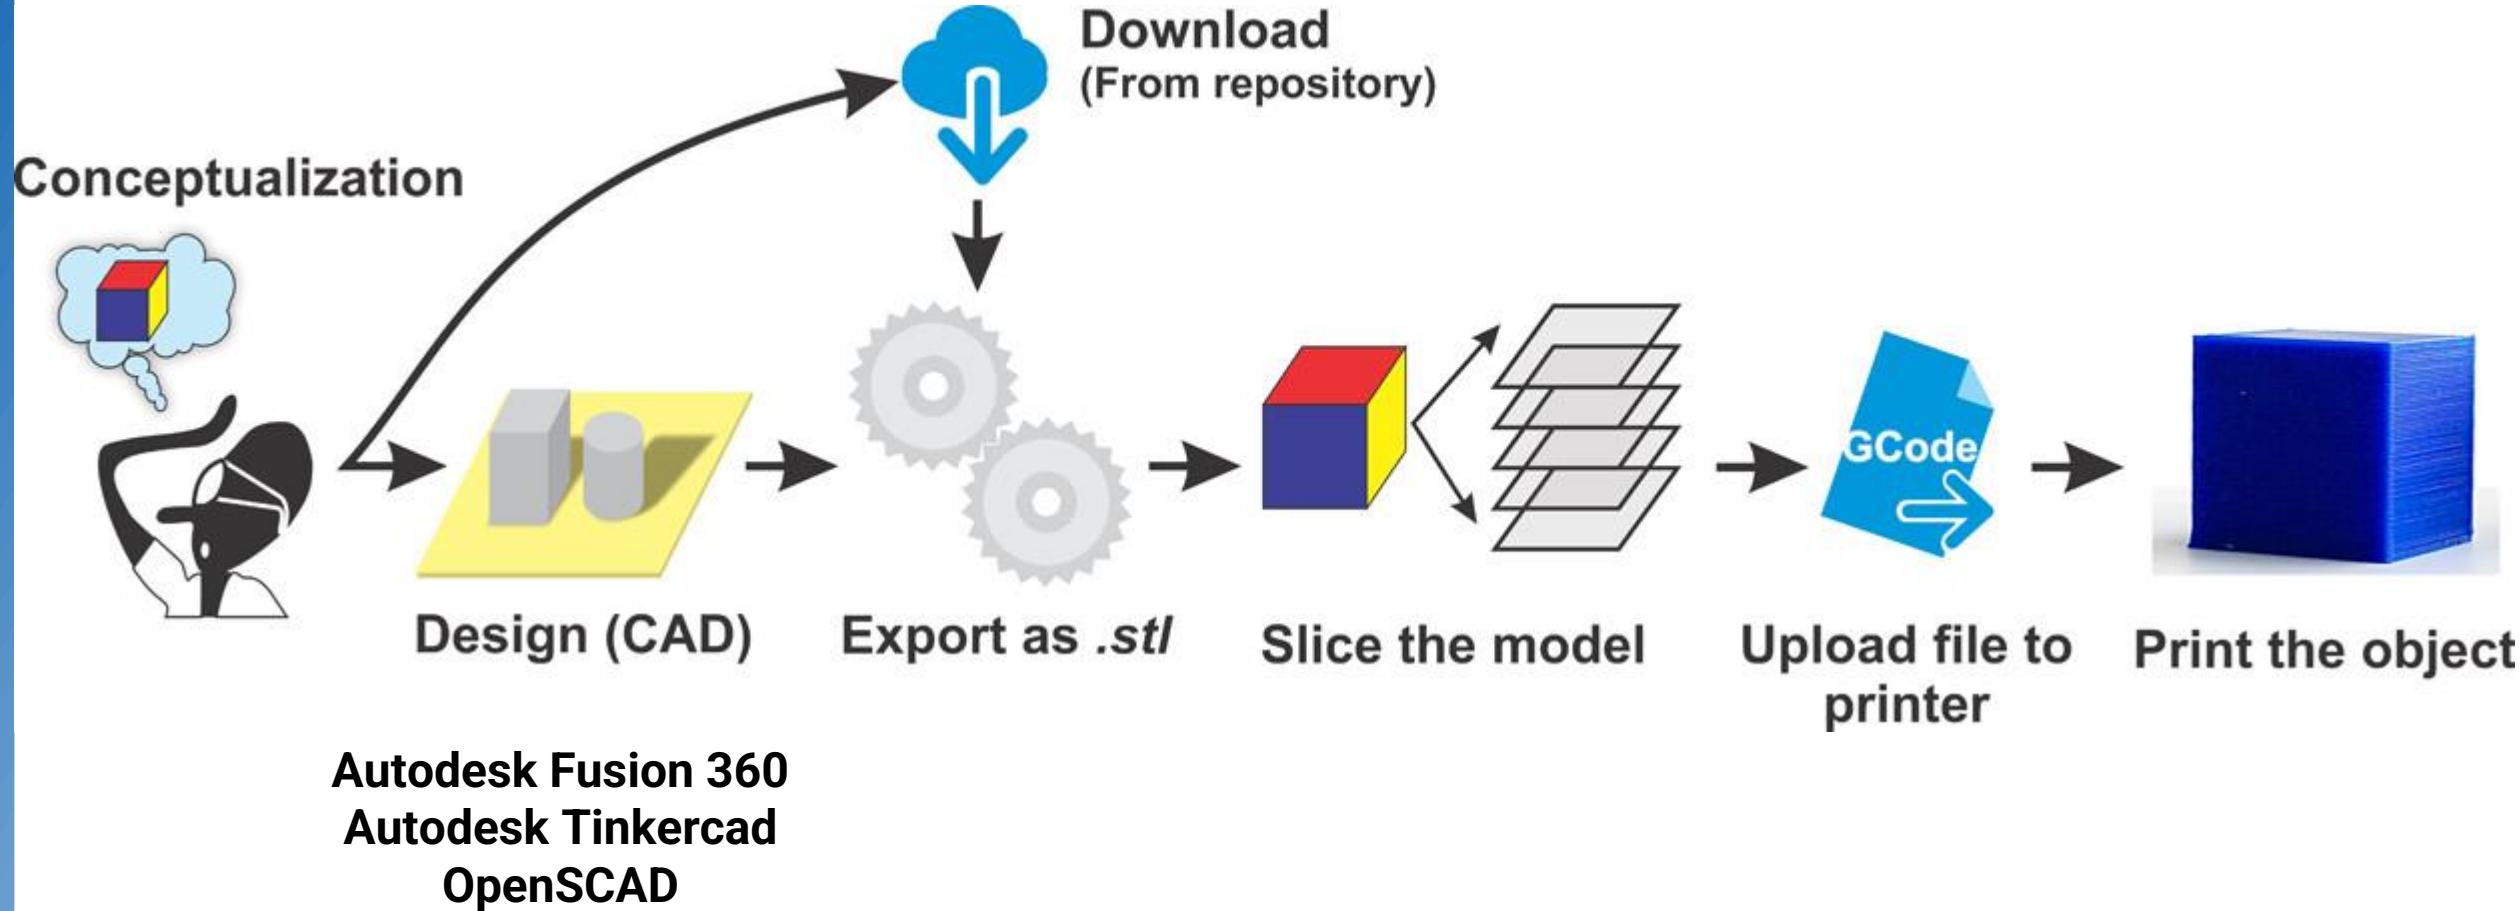 Download
(From repository)
Conceptualization
GCode
Design (CAD)
Export as .stl
Slice the model
Upload file to
printer
Print the object
Autodesk Fusion 360
Autodesk Tinkercad
OpenSCAD